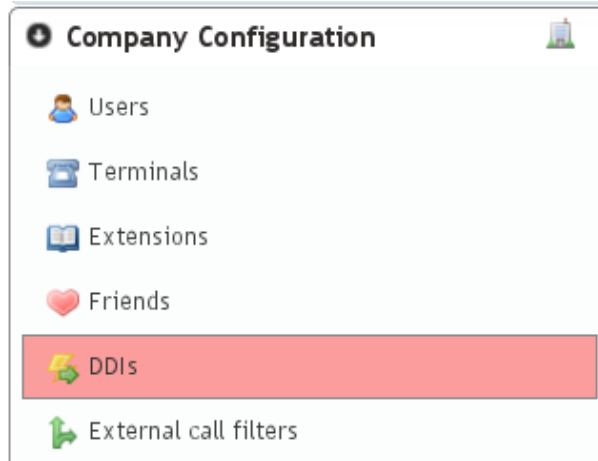 Company Configuration
Users
Terminals
Extensions
Friends
DDIs
External call filters